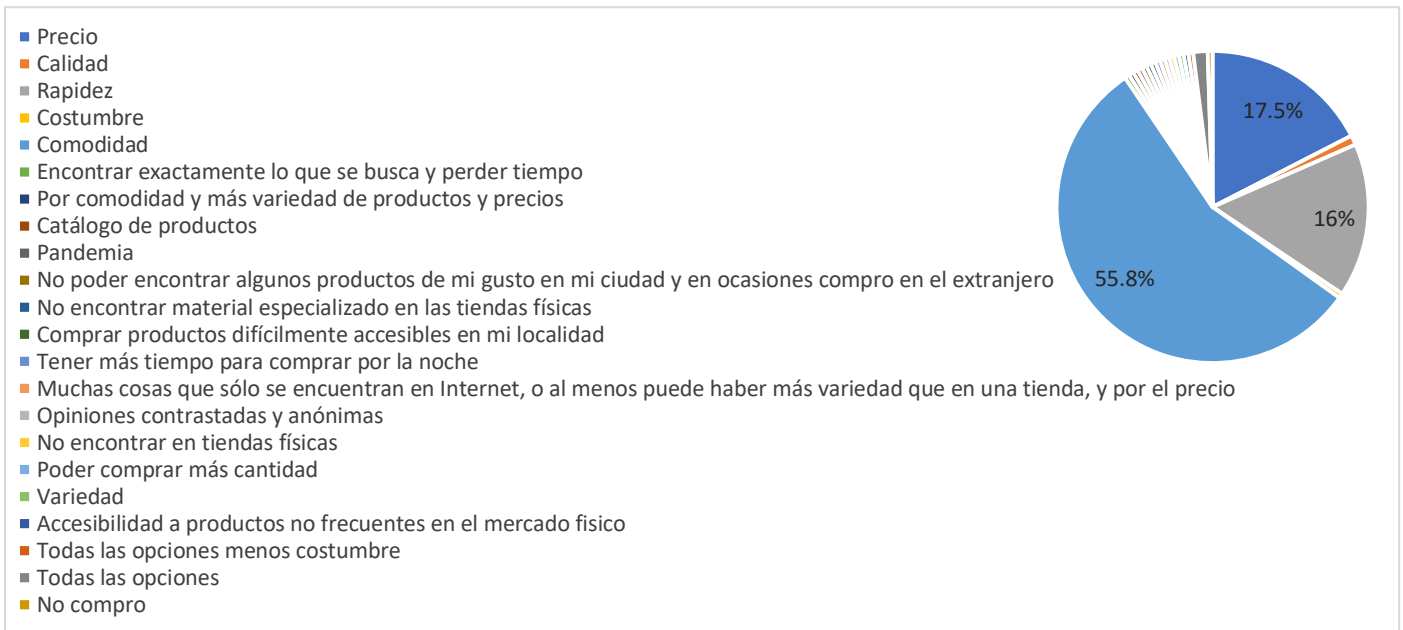 Precio
Calidad
Rapidez
Costumbre
Comodidad
Encontrar exactamente lo que se busca y perder tiempo
Por comodidad y más variedad de productos y precios
Catálogo de productos
Pandemia
No poder encontrar algunos productos de mi gusto en mi ciudad y en ocasiones compro en el extranjero
No encontrar material especializado en las tiendas físicas
Comprar productos difícilmente accesibles en mi localidad
Tener más tiempo para comprar por la noche
Muchas cosas que sólo se encuentran en Internet, o al menos puede haber más variedad que en una tienda, y por el precio
Opiniones contrastadas y anónimas
No encontrar en tiendas físicas
Poder comprar más cantidad
Variedad
Accesibilidad a productos no frecuentes en el mercado fisico
Todas las opciones menos costumbre
Todas las opciones
No compro
17.5%
16%
55.8%